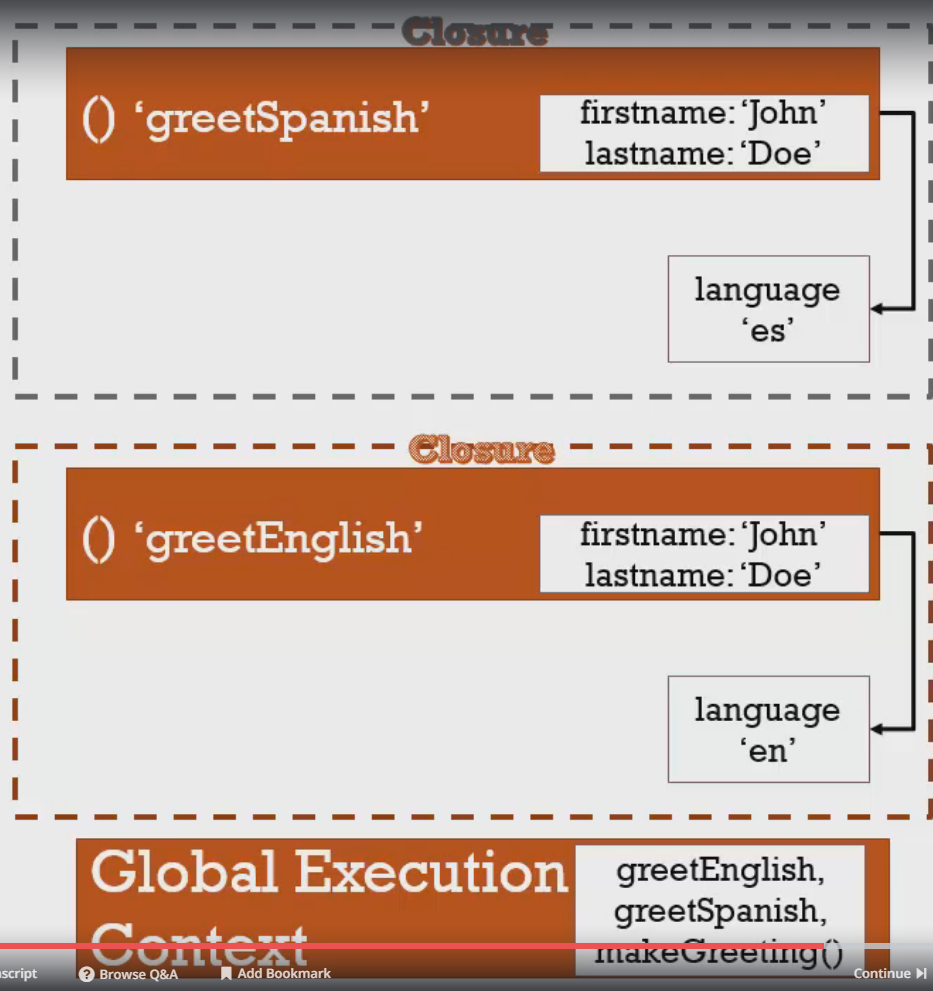 Closure
() ‘greetSpanish’
firstname: ‘John’
lastname: ‘Doe’
language
‘es’
Closure
() ‘greetEnglish’
firstname: ‘John’
lastname: ‘Doe’
language
‘en’
Global Execution
Context
greetEnglish,
greetSpanish,
makeGreeting()
script
? Browse Q&A
Add Bookmark
Continue